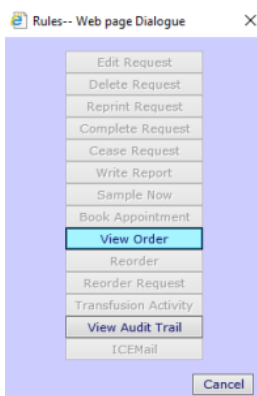 Rules-- Web page Dialogue
Edit Request
Delete Request
Reprint Request
Complete Request
Cease Request
Write Report
Sample Now
Book Appointment
View Order
Reorder
Reorder Request
Transfusion Activity
View Audit Trail
ICEMail
Cancel